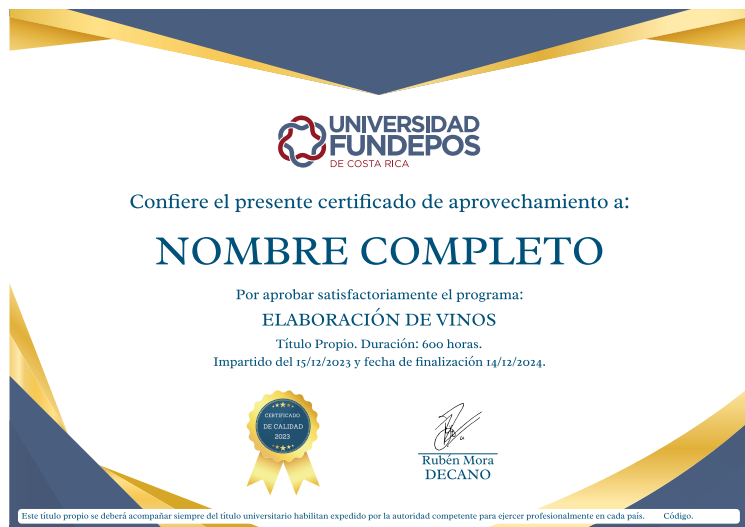 UNIVERSIDAD
FUNDEPOS
DE COSTA RICA
Confiere el presente certificado de aprovechamiento a:
NOMBRE COMPLETO
Por aprobar satisfactoriamente el programa:
ELABORACIÓN DE VINOS
Título Propio. Duración: 600 horas.
Impartido del 15/12/2023 y fecha de finalización 14/12/2024.
CERTIFICADO
DE CALIDAD
2023
Rubén Mora
DECANO
Este título propio se deberá acompañar siempre del título universitario habilitan expedido por la autoridad competente para ejercer profesionalmente en cada país. Código.